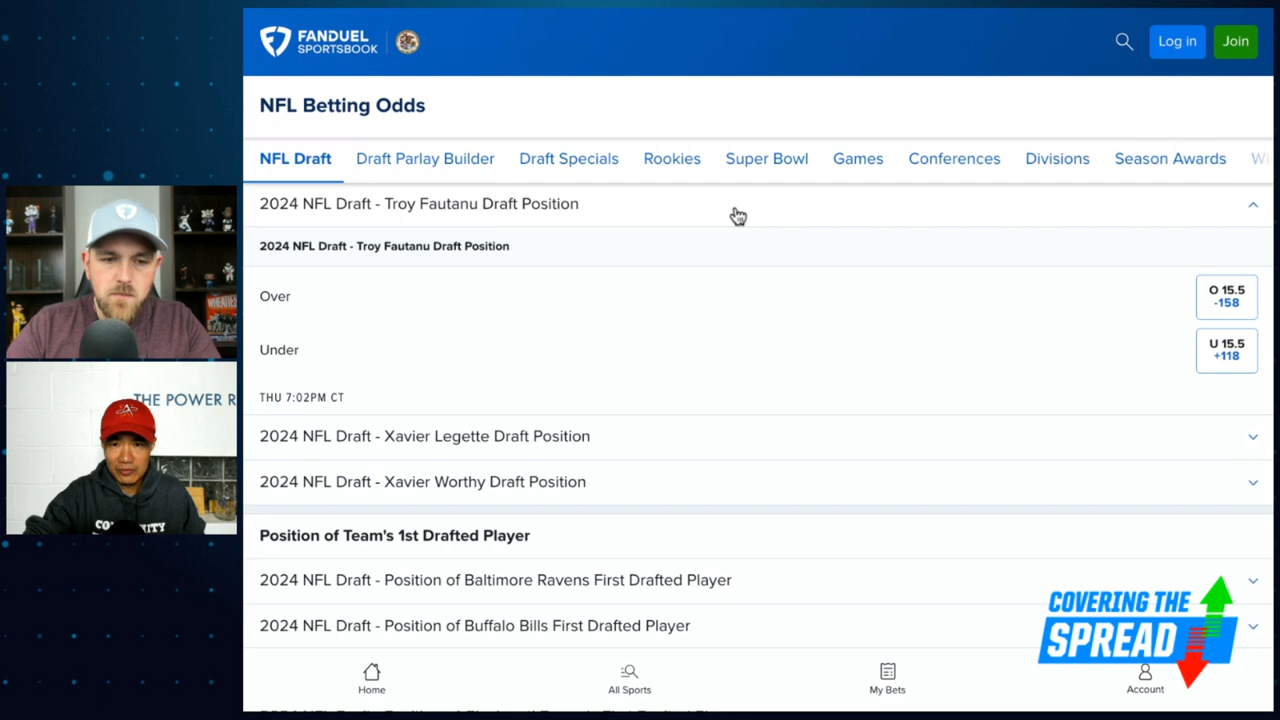 FANDUEL
SPORTSBOOK
Log in
Join
NFL Betting Odds
NFL Draft
Draft Parlay Builder
Draft Specials
Rookies
Super Bowl
Games
Conferences
Divisions
Season Awards
2024 NFL Draft - Troy Fautanu Draft Position
2024 NFL Draft - Troy Fautanu Draft Position
Over
O 15.5
-158
Under
U 15.5
+118
THU 7:02PM CT
2024 NFL Draft - Xavier Legette Draft Position
2024 NFL Draft - Xavier Worthy Draft Position
Position of Team's 1st Drafted Player
2024 NFL Draft - Position of Baltimore Ravens First Drafted Player
2024 NFL Draft - Position of Buffalo Bills First Drafted Player
Home
All Sports
My Bets
Account
COVERING THE
SPREAD
WHEATIES
THE POWER R